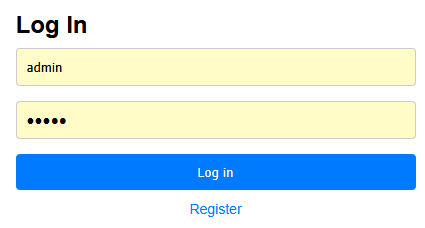 Log In
admin
•••••
Log in
Register